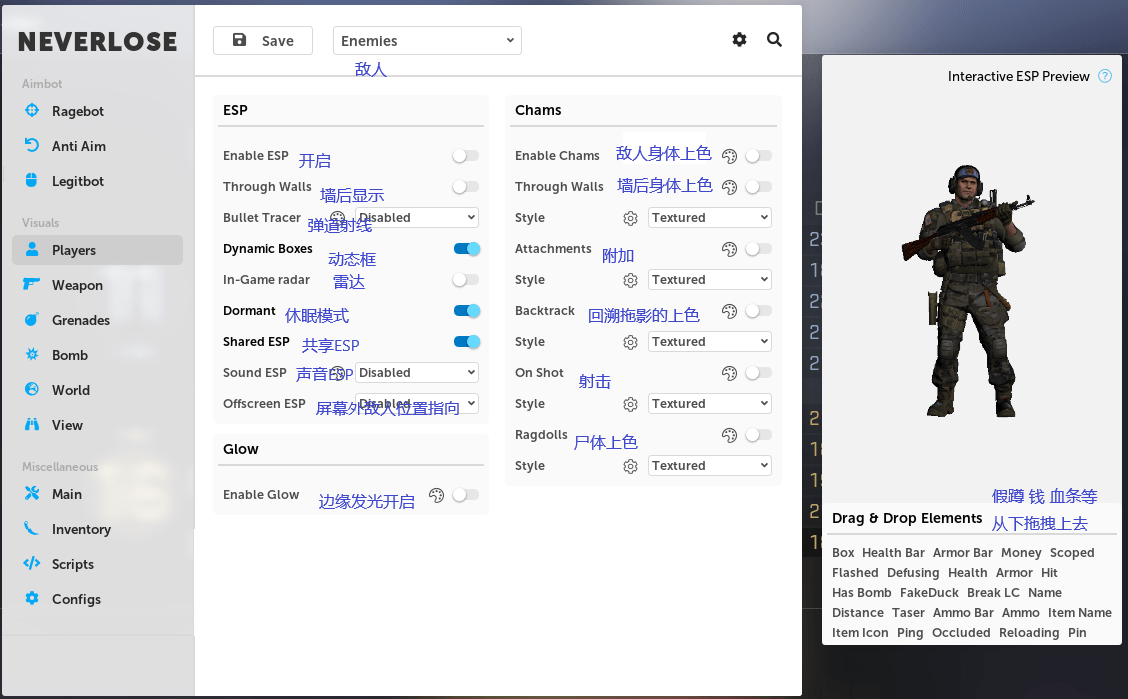 NEVERLOSE
Aimbot
Ragebot
Anti Aim
Legitbot
Visuals
Players
Weapon
Grenades
Bomb
World
View
Miscellaneous
Main
Inventory
Scripts
Configs
Save
Enemies
敌人
ESP
Enable ESP 开启
Through Walls 墙后显示
Bullet Tracer 弹道射线 Disabled
Dynamic Boxes 动态框
In-Game radar 雷达
Dormant 休眠模式
Shared ESP 共享ESP
Sound ESP 声音ESP Disabled
Offscreen ESP 屏幕外敌人位置指向 Disabled
Glow
Enable Glow 边缘发光开启
Chams
Enable Chams 敌人身体上色
Through Walls 墙后身体上色
Style Textured
Attachments 附加
Style Textured
Backtrack 回溯拖影的上色
Style Textured
On Shot 射击
Style Textured
Ragdolls 尸体上色
Style Textured
Interactive ESP Preview ?
假蹲 钱 血条等
从下拖拽上去
Drag & Drop Elements
Box Health Bar Armor Bar Money Scoped
Flashed Defusing Health Armor Hit
Has Bomb FakeDuck Break LC Name
Distance Taser Ammo Bar Ammo Item Name
Item Icon Ping Occluded Reloading Pin